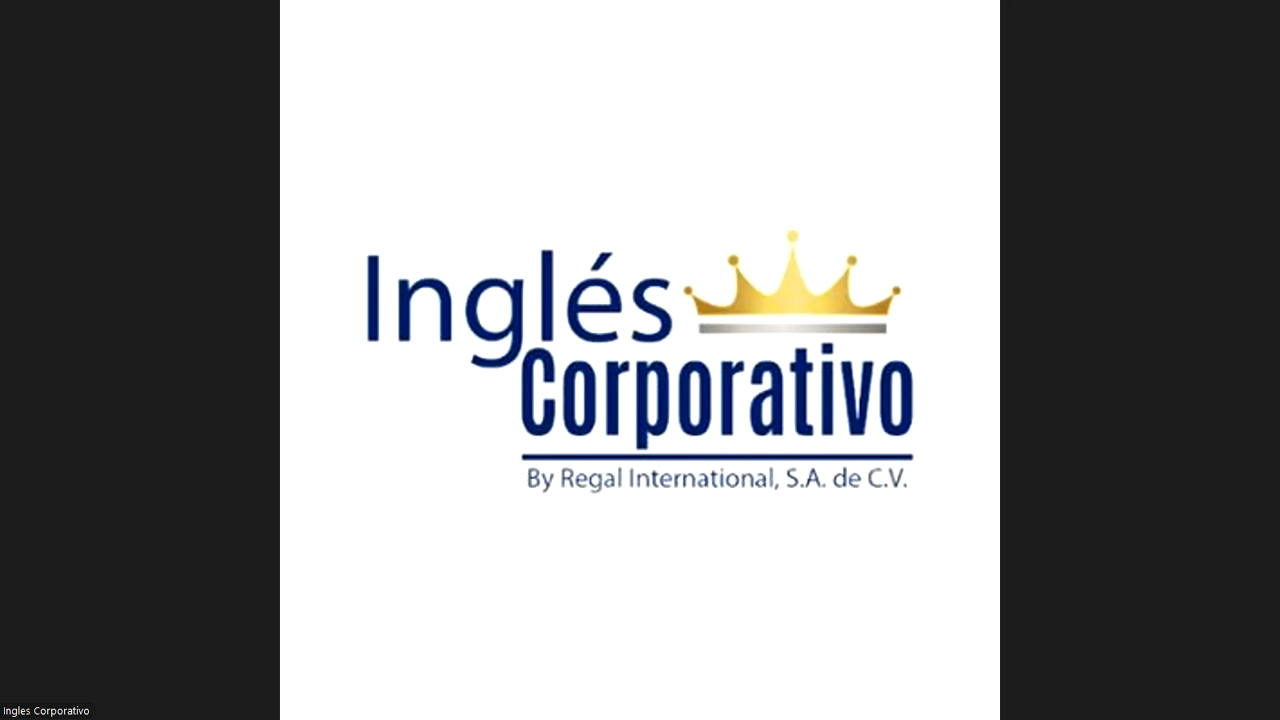 Inglés
Corporativo
By Regal International, S.A. de C.V.
Ingles Corporativo